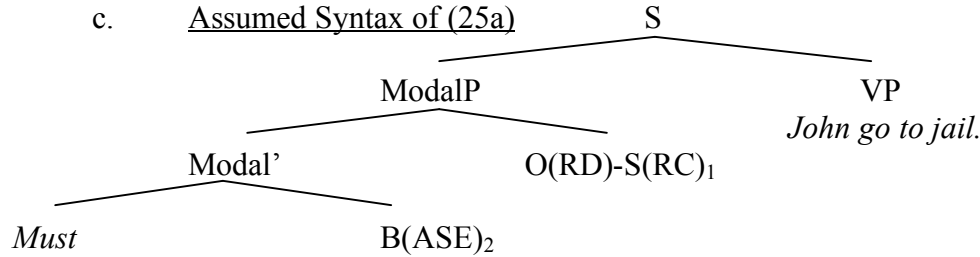 c. Assumed Syntax of (25a) S
ModalP VP
John go to jail.
Modal’ O(RD)-S(RC)1
Must B(ASE)2